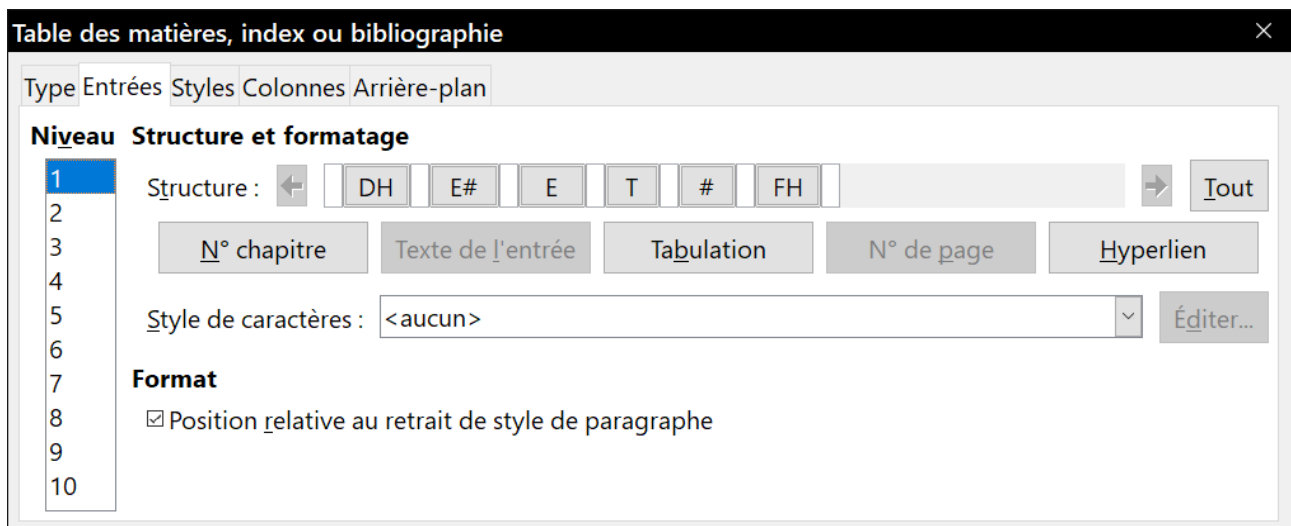 Table des matières, index ou bibliographie
Type Entrées Styles Colonnes Arrière-plan
Niveau Structure et formatage
1 Structure : DH E# E T # FH Tout
2
3 N° chapitre Texte de l'entrée Tabulation N° de page Hyperlien
4
5 Style de caractères : <aucun> Éditer...
6
7 Format
8 Position relative au retrait de style de paragraphe
9
10